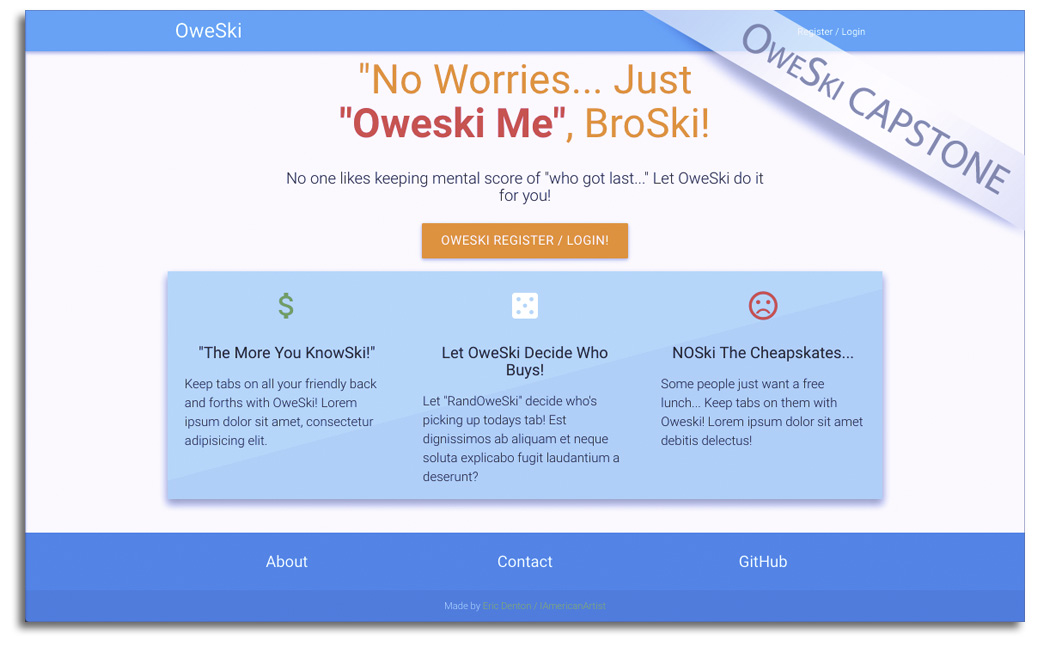 OweSki
Register / Login
OweSki CAPSTONE
"No Worries... Just
"Oweski Me", BroSki!
No one likes keeping mental score of "who got last..." Let OweSki do it
for you!
OWESKI REGISTER / LOGIN!
"The More You KnowSki!"
Keep tabs on all your friendly back
and forths with OweSki! Lorem
ipsum dolor sit amet, consectetur
adipisicing elit.
Let OweSki Decide Who
Buys!
Let "RandOweSki" decide who's
picking up todays tab! Est
dignissimos ab aliquam et neque
soluta explicabo fugit laudantium a
deserunt?
NOSki The Cheapskates...
Some people just want a free
lunch... Keep tabs on them with
Oweski! Lorem ipsum dolor sit amet
debitis delectus!
About
Contact
GitHub
Made by Eric Denton / IAmericanArtist